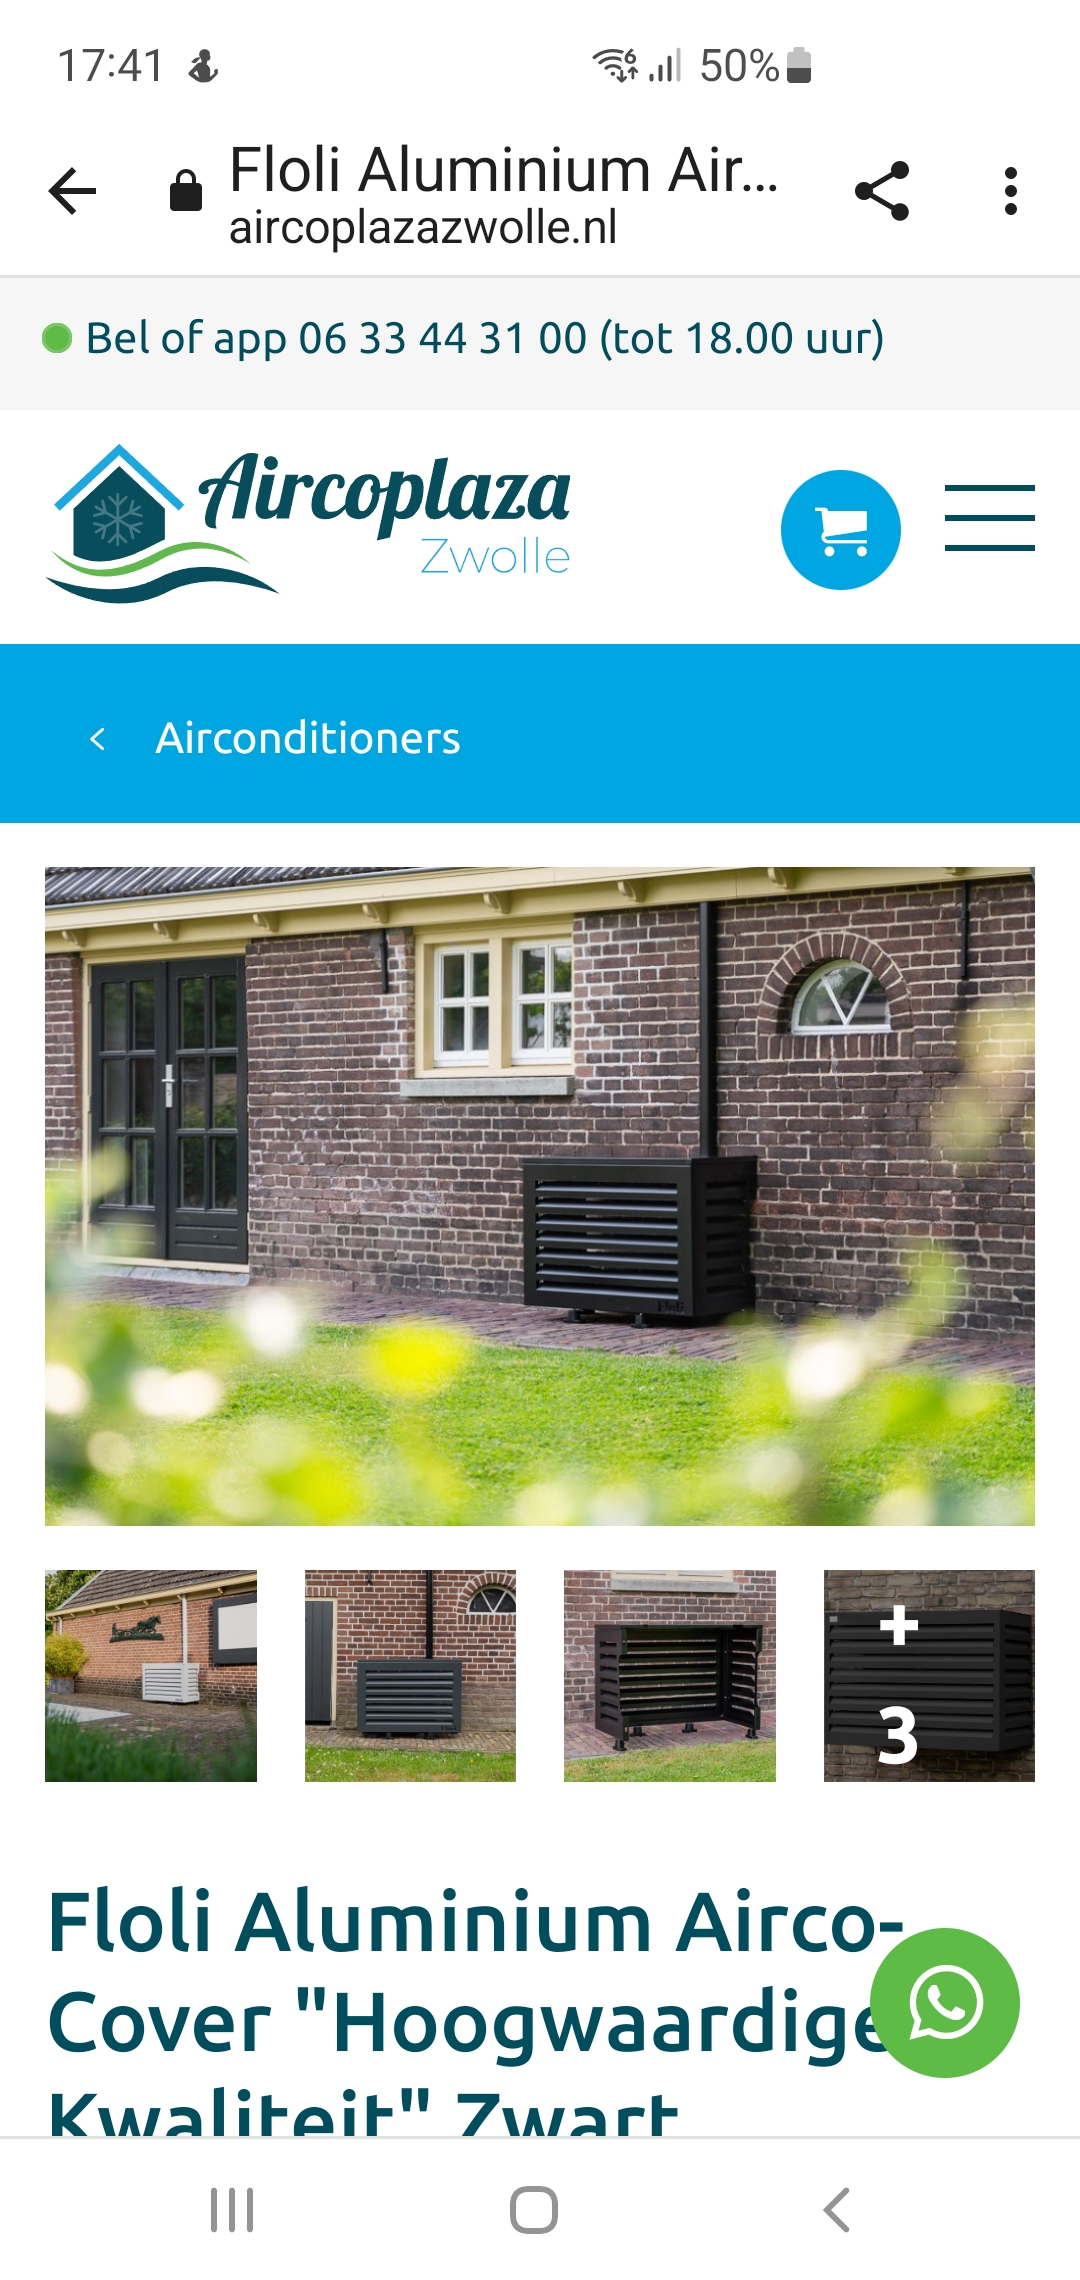 17:41
50%
Floli Aluminium Air...
aircoplazazwolle.nl
Bel of app 06 33 44 31 00 (tot 18.00 uur)
Aircoplaza
Zwolle
Airconditioners
Floli
+
3
Floli Aluminium Airco-
Cover "Hoogwaardige
Kwaliteit" Zwart